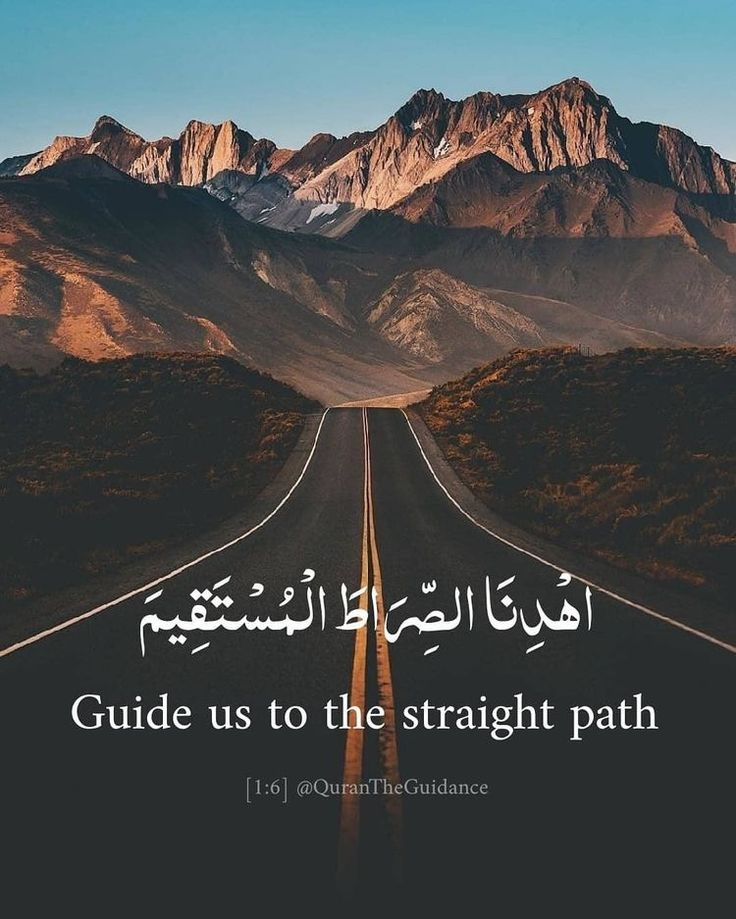 اهْدِنَا الصِّرَاطَ الْمُسْتَقِيمَ
Guide us to the straight path
[1:6] @QuranTheGuidance